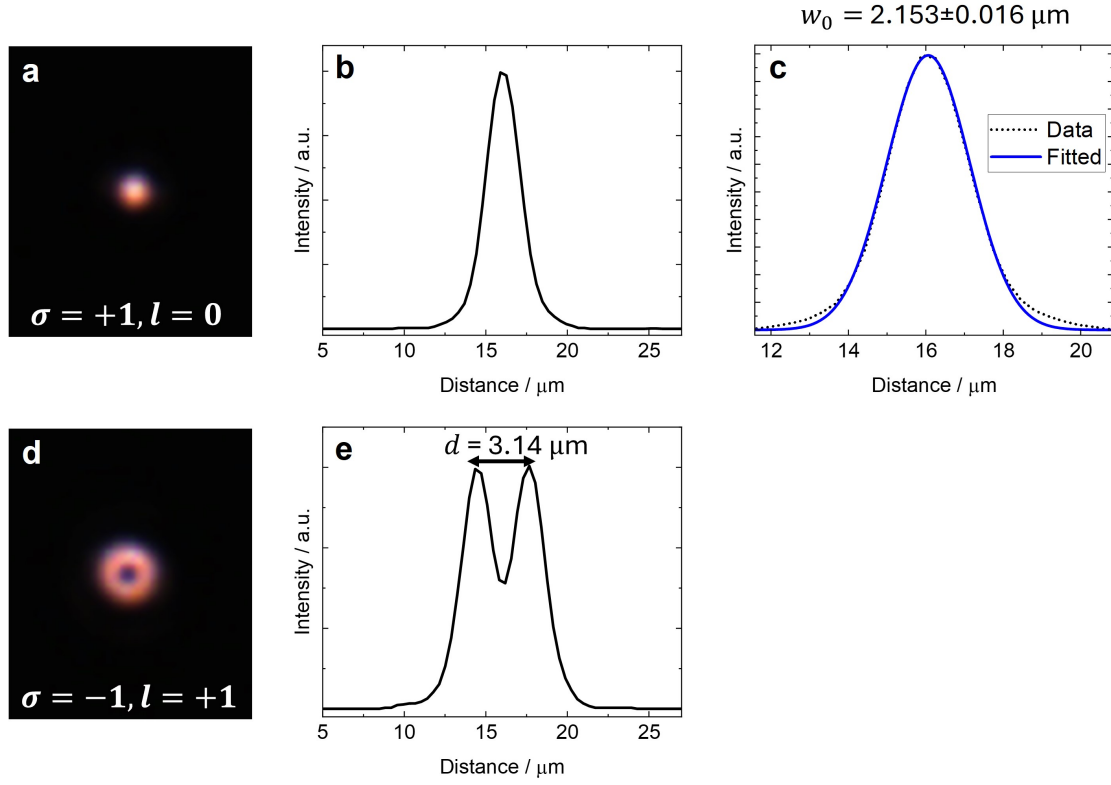 w₀ = 2.153±0.016 μm
a
σ = +1, l = 0
b
Intensity / a.u.
5 10 15 20 25
Distance / μm
c
Data
Fitted
Intensity / a.u.
12 14 16 18 20
Distance / μm
d
σ = −1, l = +1
e
d = 3.14 μm
Intensity / a.u.
5 10 15 20 25
Distance / μm